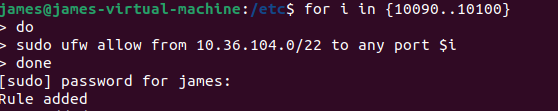 james@james-virtual-machine:/etc$ for i in {10090..10100}
> do
> sudo ufw allow from 10.36.104.0/22 to any port $i
> done
[sudo] password for james:
Rule added